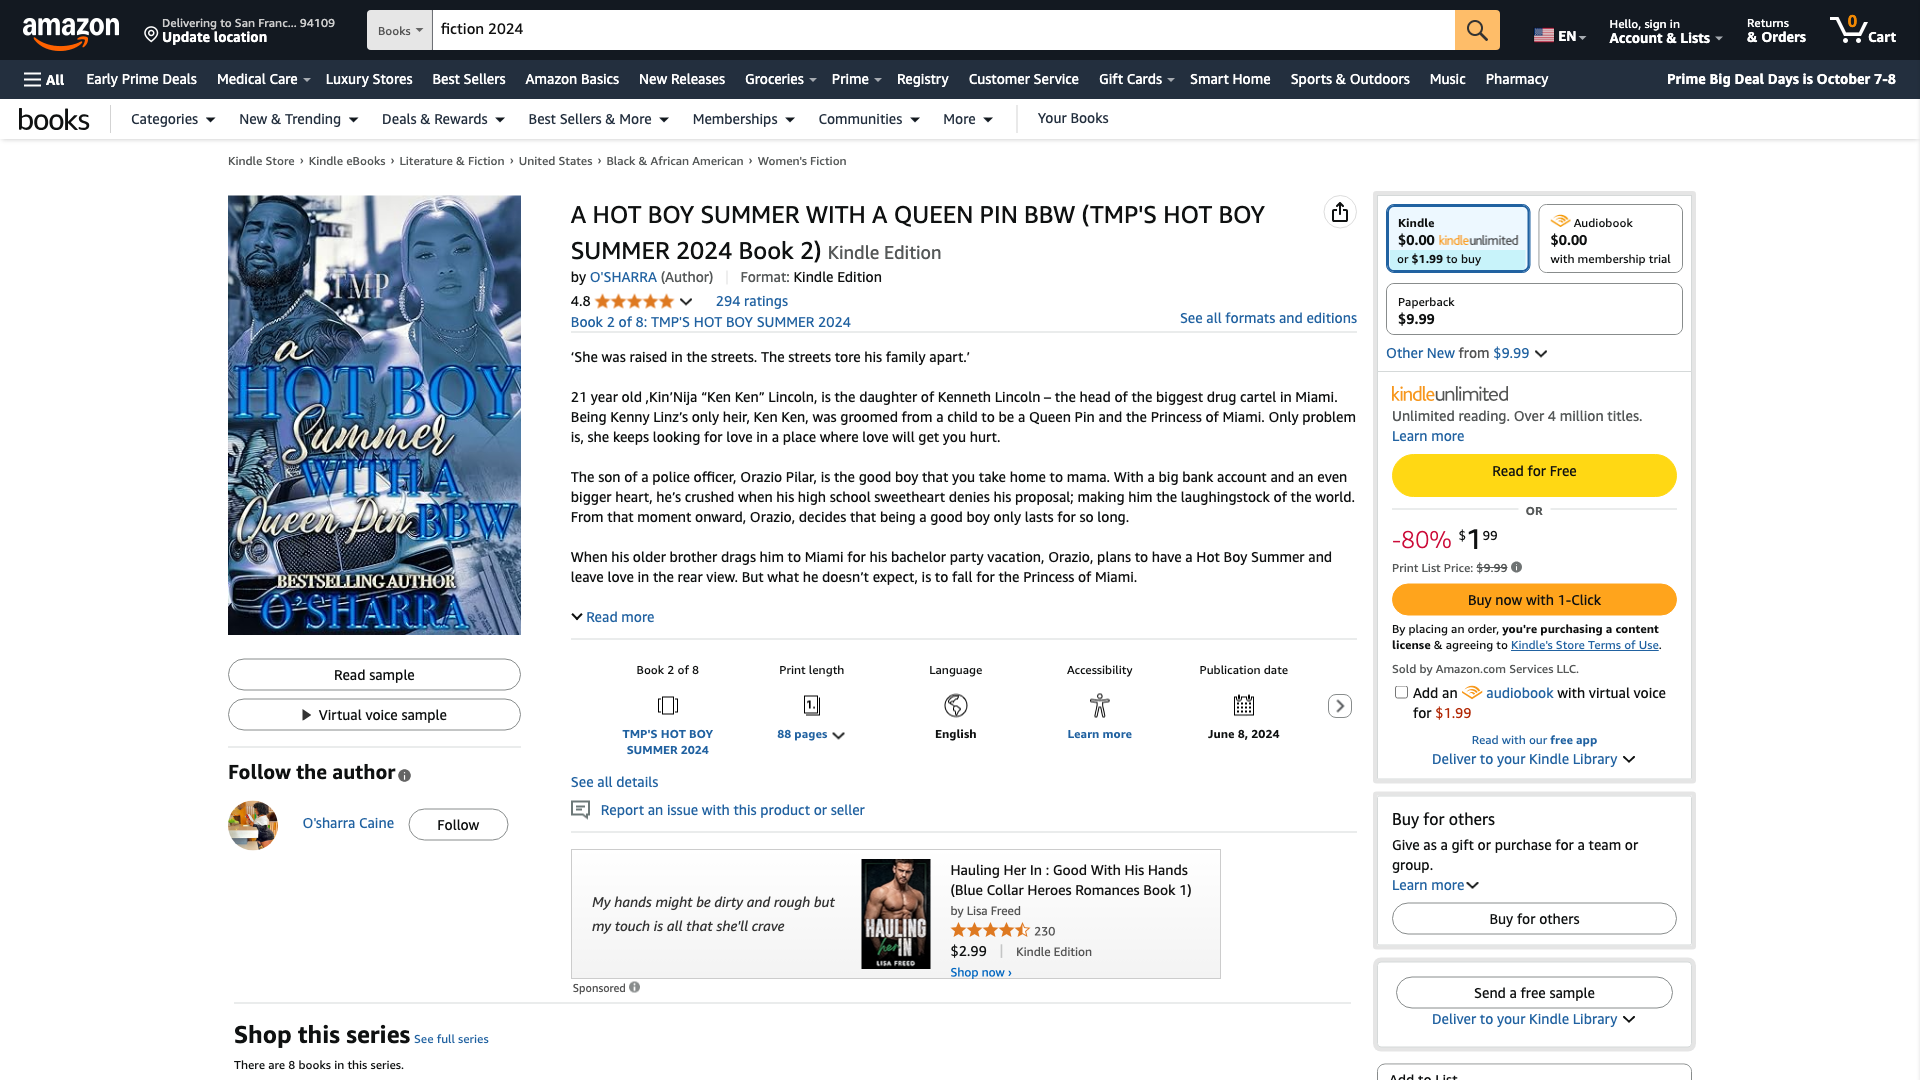 amazon
Delivering to San Franc... 94109
Update location
Books
fiction 2024
EN
Hello, sign in
Account & Lists
Returns
& Orders
0
Cart
All
Early Prime Deals
Medical Care
Luxury Stores
Best Sellers
Amazon Basics
New Releases
Groceries
Prime
Registry
Customer Service
Gift Cards
Smart Home
Sports & Outdoors
Music
Pharmacy
Prime Big Deal Days is October 7-8
books
Categories
New & Trending
Deals & Rewards
Best Sellers & More
Memberships
Communities
More
Your Books
Kindle Store › Kindle eBooks › Literature & Fiction › United States › Black & African American › Women's Fiction
TMP
a
HOT BOY
Summer
WITH A
Queen Pin BBW
BESTSELLING AUTHOR
O'SHARRA
Read sample
Virtual voice sample
Follow the author
O'sharra Caine
Follow
A HOT BOY SUMMER WITH A QUEEN PIN BBW (TMP'S HOT BOY
SUMMER 2024 Book 2) Kindle Edition
by O'SHARRA (Author)
Format: Kindle Edition
4.8
294 ratings
Book 2 of 8: TMP'S HOT BOY SUMMER 2024
See all formats and editions
‘She was raised in the streets. The streets tore his family apart.’
21 year old ,Kin’Nija “Ken Ken” Lincoln, is the daughter of Kenneth Lincoln – the head of the biggest drug cartel in Miami.
Being Kenny Linz’s only heir, Ken Ken, was groomed from a child to be a Queen Pin and the Princess of Miami. Only problem
is, she keeps looking for love in a place where love will get you hurt.
The son of a police officer, Orazio Pilar, is the good boy that you take home to mama. With a big bank account and an even
bigger heart, he’s crushed when his high school sweetheart denies his proposal; making him the laughingstock of the world.
From that moment onward, Orazio, decides that being a good boy only lasts for so long.
When his older brother drags him to Miami for his bachelor party vacation, Orazio, plans to have a Hot Boy Summer and
leave love in the rear view. But what he doesn’t expect, is to fall for the Princess of Miami.
Read more
Book 2 of 8
TMP'S HOT BOY
SUMMER 2024
Print length
1.
88 pages
Language
English
Accessibility
Learn more
Publication date
June 8, 2024
See all details
Report an issue with this product or seller
My hands might be dirty and rough but
my touch is all that she'll crave
HAULING
her IN
LISA FREED
Hauling Her In : Good With His Hands
(Blue Collar Heroes Romances Book 1)
by Lisa Freed
230
$2.99
Kindle Edition
Shop now ›
Sponsored
Shop this series See full series
There are 8 books in this series.
Kindle
$0.00 kindleunlimited
or $1.99 to buy
Audiobook
$0.00
with membership trial
Paperback
$9.99
Other New from $9.99
kindleunlimited
Unlimited reading. Over 4 million titles.
Learn more
Read for Free
OR
-80% $1 99
Print List Price: $9.99
Buy now with 1-Click
By placing an order, you're purchasing a content
license & agreeing to Kindle's Store Terms of Use.
Sold by Amazon.com Services LLC.
Add an audiobook with virtual voice
for $1.99
Read with our free app
Deliver to your Kindle Library
Buy for others
Give as a gift or purchase for a team or
group.
Learn more
Buy for others
Send a free sample
Deliver to your Kindle Library
Add to List